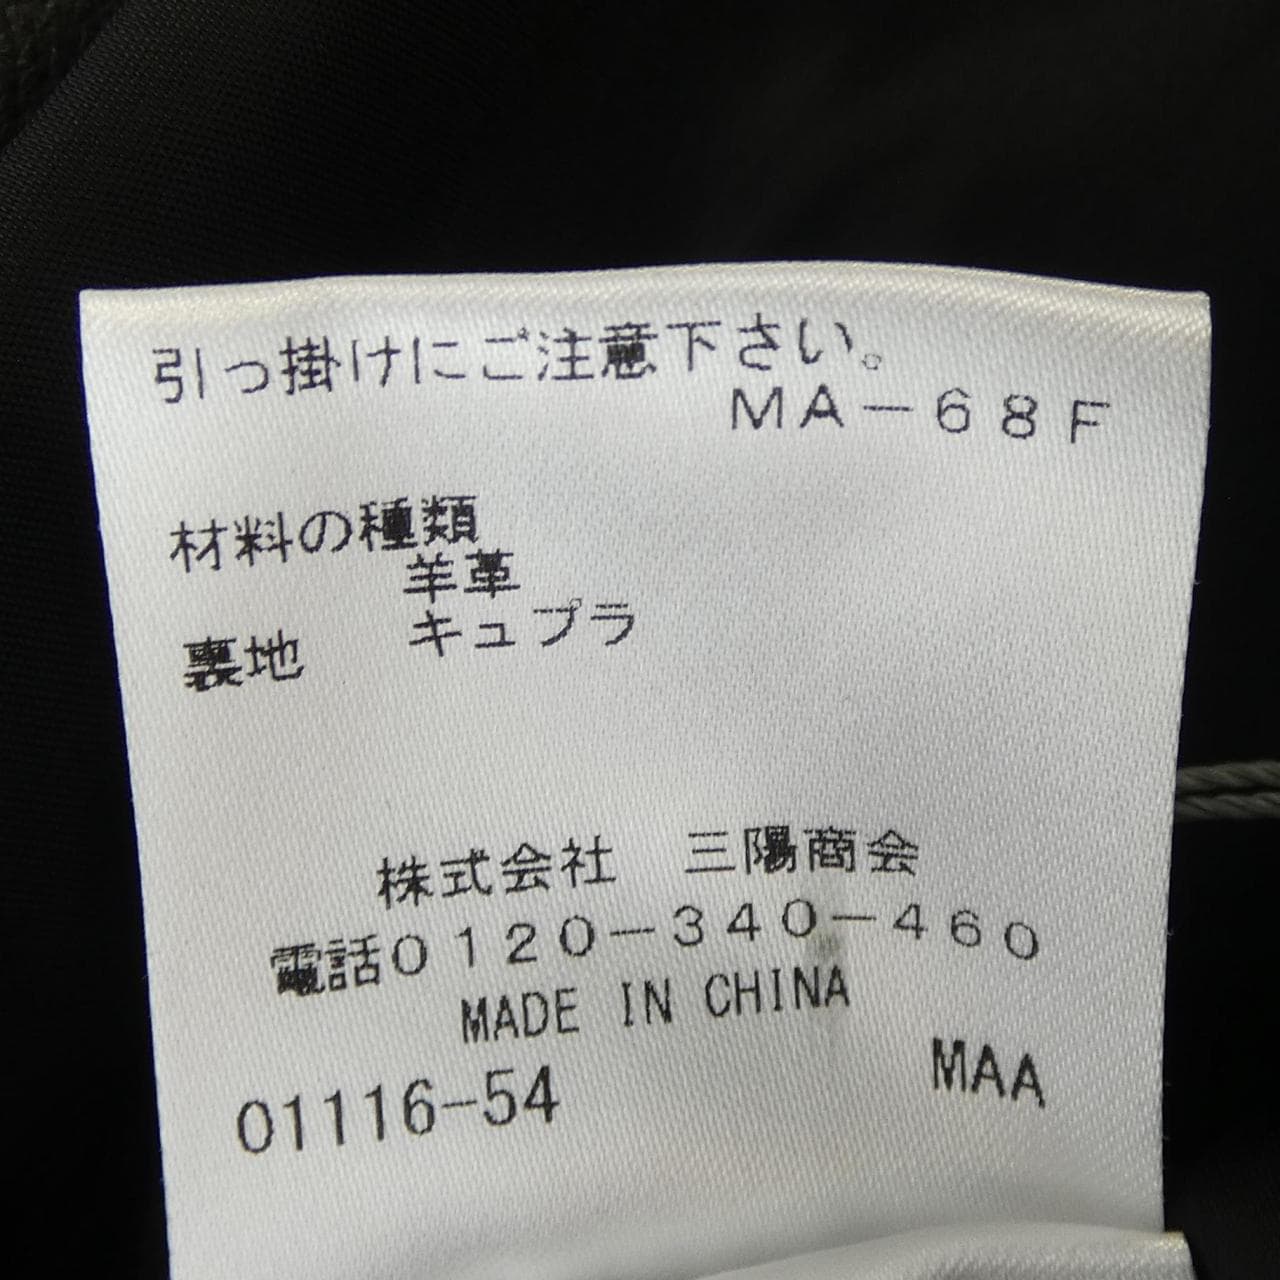 引っ掛けにご注意下さい。
MA-68F
材料の種類
羊革
裏地 キュプラ
株式会社 三陽商会
電話0120-340-460
MADE IN CHINA
01116-54 MAA